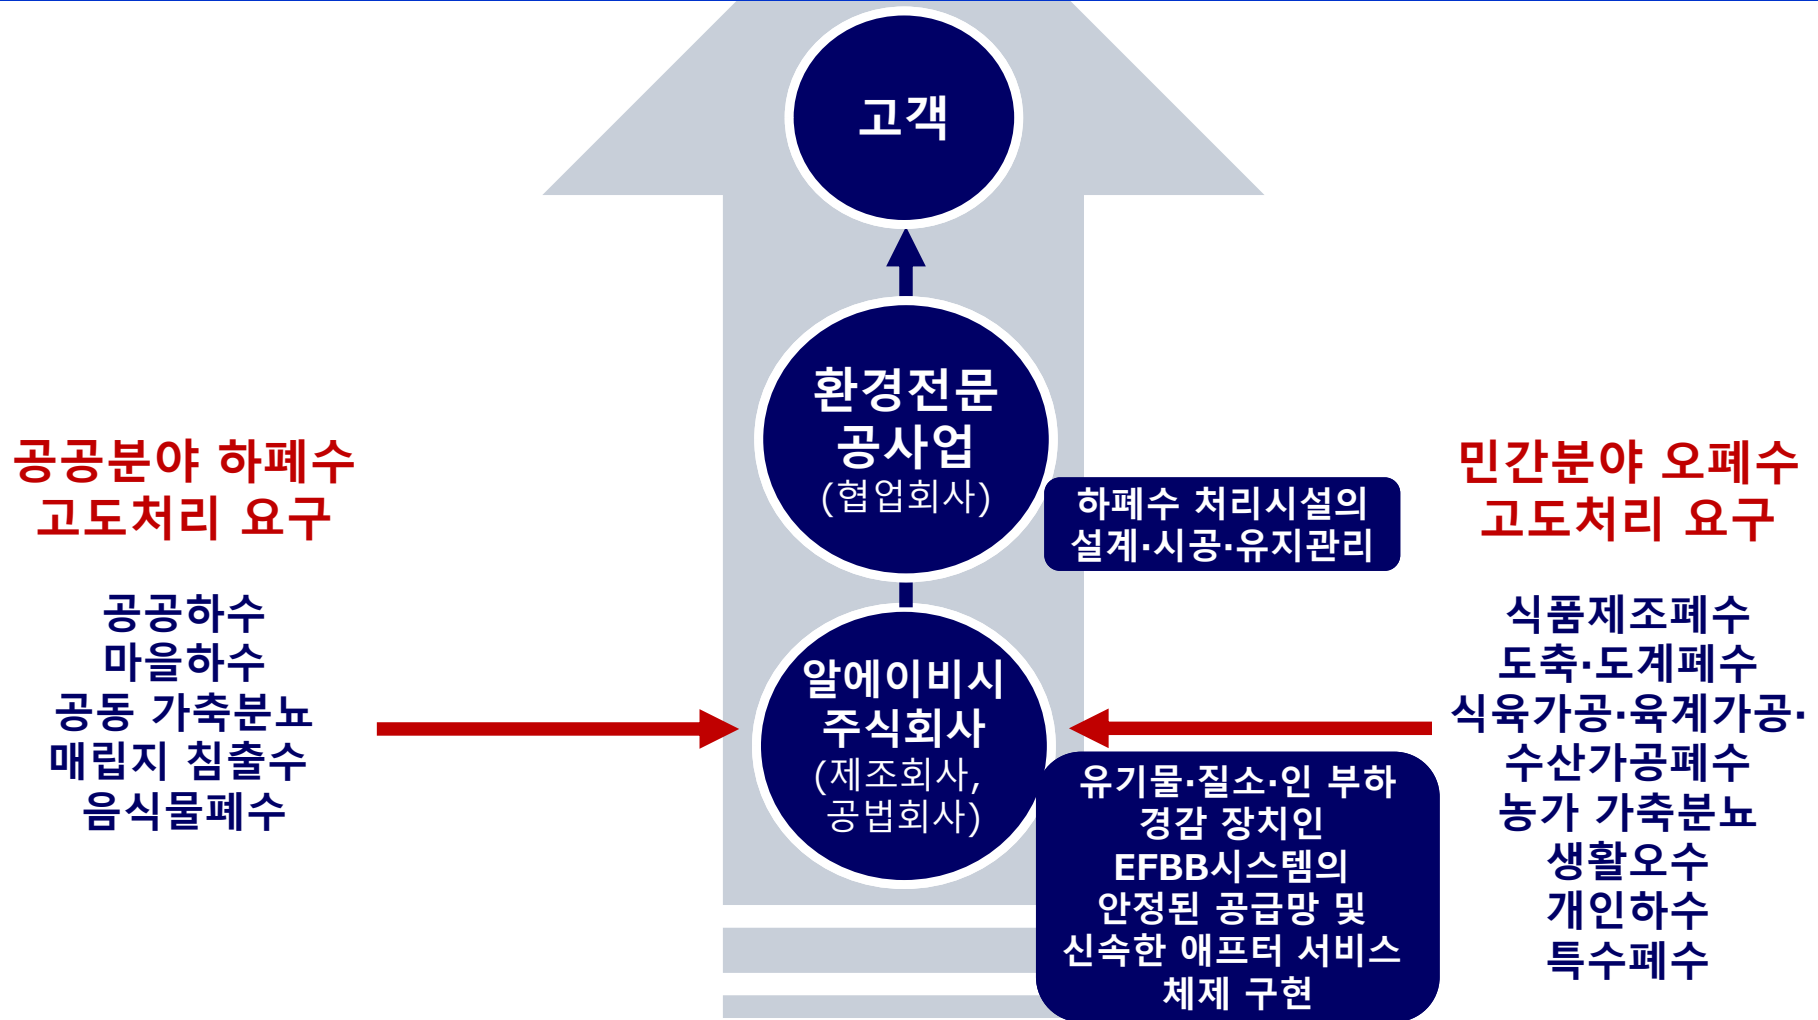 고객
환경전문
공사업
(협업회사)
하폐수 처리시설의
설계·시공·유지관리
공공분야 하폐수
고도처리 요구
공공하수
마을하수
공동 가축분뇨
매립지 침출수
음식물폐수
알에이비시
주식회사
(제조회사,
공법회사)
유기물·질소·인 부하
경감 장치인
EFBB시스템의
안정된 공급망 및
신속한 애프터 서비스
체제 구현
민간분야 오폐수
고도처리 요구
식품제조폐수
도축·도계폐수
식육가공·육계가공·
수산가공폐수
농가 가축분뇨
생활오수
개인하수
특수폐수